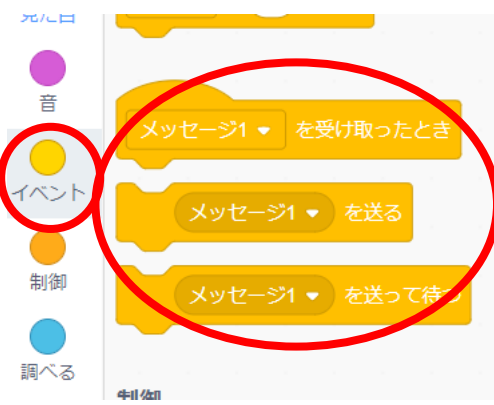 見た目
音
イベント
制御
調べる
メッセージ1 を受け取ったとき
メッセージ1 を送る
メッセージ1 を送って待つ
制御